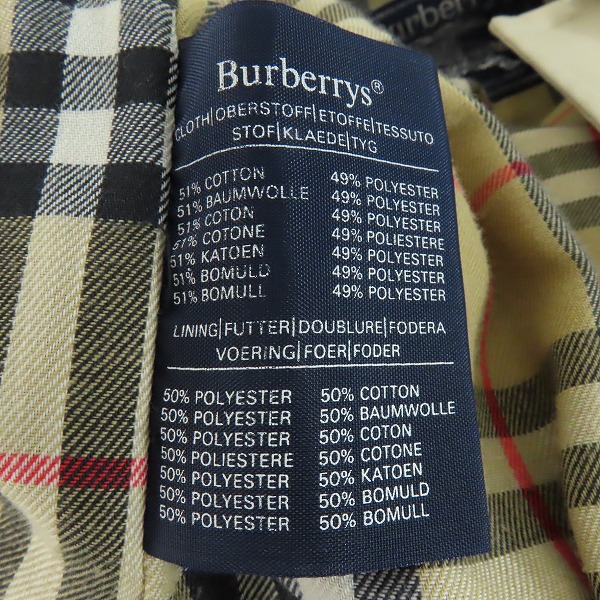 Burberrys
Burberrys®
CLOTH|OBERSTOFF|ETOFFE|TESSUTO
STOF|KLAEDE|TYG
51% COTTON 49% POLYESTER
51% BAUMWOLLE 49% POLYESTER
51% COTON 49% POLYESTER
51% COTONE 49% POLIESTERE
51% KATOEN 49% POLYESTER
51% BOMULD 49% POLYESTER
51% BOMULL 49% POLYESTER
LINING|FUTTER|DOUBLURE|FODERA
VOERING|FOER|FODER
50% POLYESTER 50% COTTON
50% POLYESTER 50% BAUMWOLLE
50% POLYESTER 50% COTON
50% POLIESTERE 50% COTONE
50% POLYESTER 50% KATOEN
50% POLYESTER 50% BOMULD
50% POLYESTER 50% BOMULL